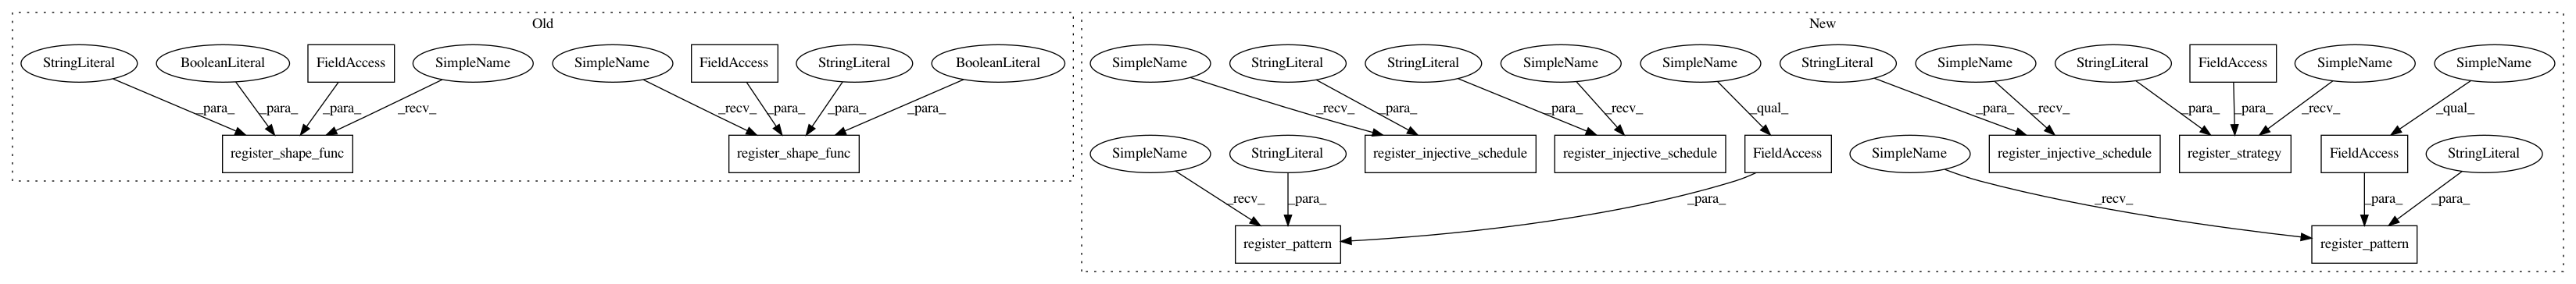 Old
New
StringLiteral
BooleanLiteral
FieldAccess
SimpleName
SimpleName
FieldAccess
StringLiteral
BooleanLiteral
_para_
_para_
_para_
_recv_
_recv_
_para_
_para_
_para_
register_shape_func
register_shape_func
SimpleName
StringLiteral
StringLiteral
SimpleName
SimpleName
StringLiteral
SimpleName
StringLiteral
FieldAccess
SimpleName
SimpleName
_recv_
_para_
_para_
_recv_
_qual_
_para_
_recv_
_para_
_para_
_recv_
_qual_
SimpleName
StringLiteral
register_injective_schedule
register_injective_schedule
FieldAccess
SimpleName
register_injective_schedule
register_strategy
FieldAccess
StringLiteral
_recv_
_para_
_para_
_recv_
_para_
_para_
register_pattern
register_pattern